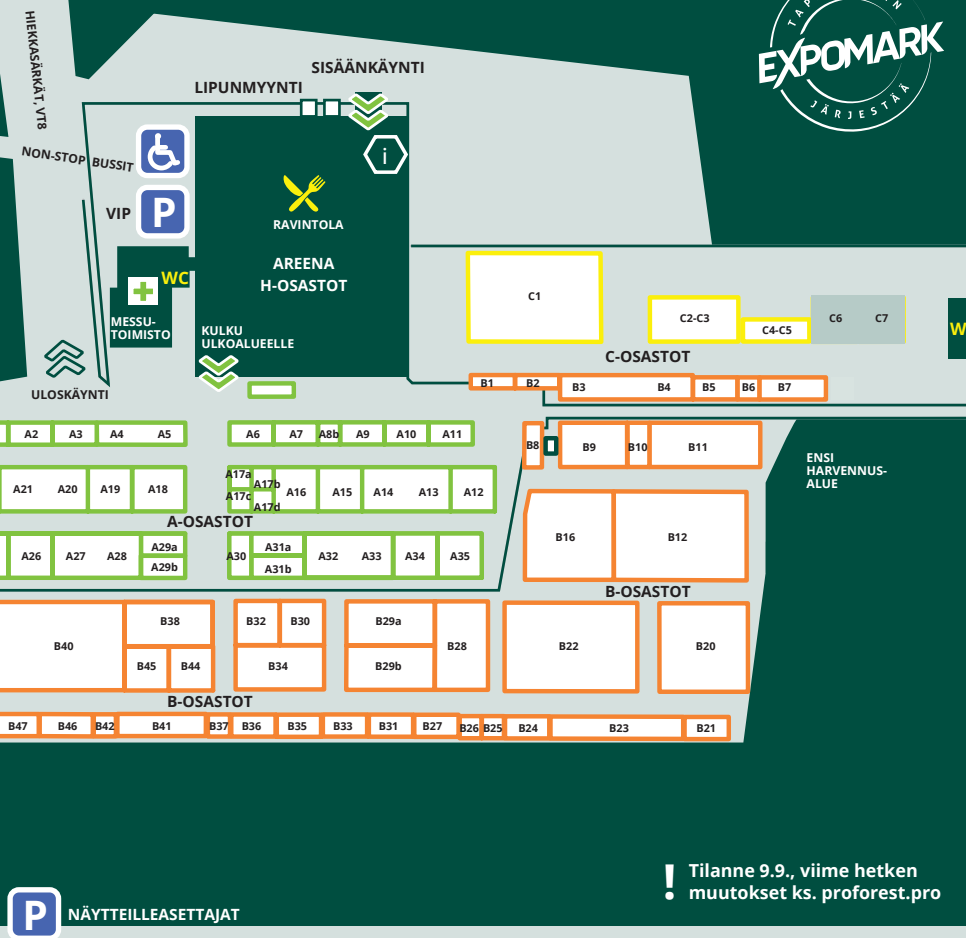 HIEKKASÄRKÄT, VT8
EXPOMARK
JÄRJESTÄÄ
SISÄÄNKÄYNTI
LIPUNMYYNTI
NON-STOP BUSSIT
i
VIP
P
RAVINTOLA
AREENA
H-OSASTOT
WC
MESSU-
TOIMISTO
KULKU
ULKOALUEELLE
ULOSKÄYNTI
C1
C2-C3
C4-C5
C6
C7
C-OSASTOT
B1
B2
B3
B4
B5
B6
B7
A2
A3
A4
A5
A6
A7
A8b
A9
A10
A11
B8
B9
B10
B11
ENSI
HARVENNUS-
ALUE
A21
A20
A19
A18
A17a
A17b
A17c
A17d
A16
A15
A14
A13
A12
A-OSASTOT
A26
A27
A28
A29a
A29b
A30
A31a
A31b
A32
A33
A34
A35
B16
B12
B-OSASTOT
B40
B38
B45
B44
B32
B30
B34
B29a
B29b
B28
B22
B20
B-OSASTOT
B47
B46
B42
B41
B37
B36
B35
B33
B31
B27
B26
B25
B24
B23
B21
! Tilanne 9.9., viime hetken
muutokset ks. proforest.pro
P NÄYTTEILLEASETTAJAT